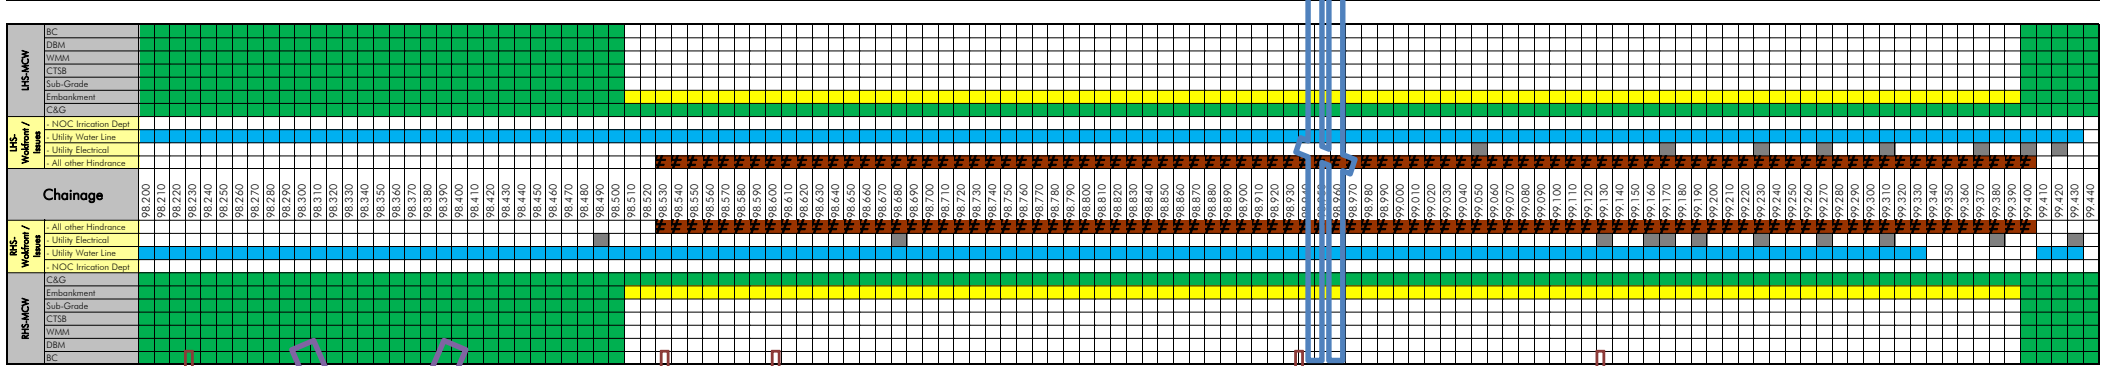 LHS-MCW
BC
DBM
WMM
CTSB
Sub-Grade
Embankment
C&G
LHS-
Wokfront /
Issues
- NOC Irrication Dept
- Utility Water Line
- Utility Electrical
- All other Hindrance
Chainage
98.200 98.210 98.220 98.230 98.240 98.250 98.260 98.270 98.280 98.290 98.300 98.310 98.320 98.330 98.340 98.350 98.360 98.370 98.380 98.390 98.400 98.410 98.420 98.430 98.440 98.450 98.460 98.470 98.480 98.490 98.500 98.510 98.520 98.530 98.540 98.550 98.560 98.570 98.580 98.590 98.600 98.610 98.620 98.630 98.640 98.650 98.660 98.670 98.680 98.690 98.700 98.710 98.720 98.730 98.740 98.750 98.760 98.770 98.780 98.790 98.800 98.810 98.820 98.830 98.840 98.850 98.860 98.870 98.880 98.890 98.900 98.910 98.920 98.930 98.960 98.970 98.980 98.990 99.000 99.010 99.020 99.030 99.040 99.050 99.060 99.070 99.080 99.090 99.100 99.110 99.120 99.130 99.140 99.150 99.160 99.170 99.180 99.190 99.200 99.210 99.220 99.230 99.240 99.250 99.260 99.270 99.280 99.290 99.300 99.310 99.320 99.330 99.340 99.350 99.360 99.370 99.380 99.390 99.400 99.410 99.420 99.430 99.440
RHS-
Wokfront /
Issues
- All other Hindrance
- Utility Electrical
- Utility Water Line
- NOC Irrication Dept
RHS-MCW
C&G
Embankment
Sub-Grade
CTSB
WMM
DBM
BC